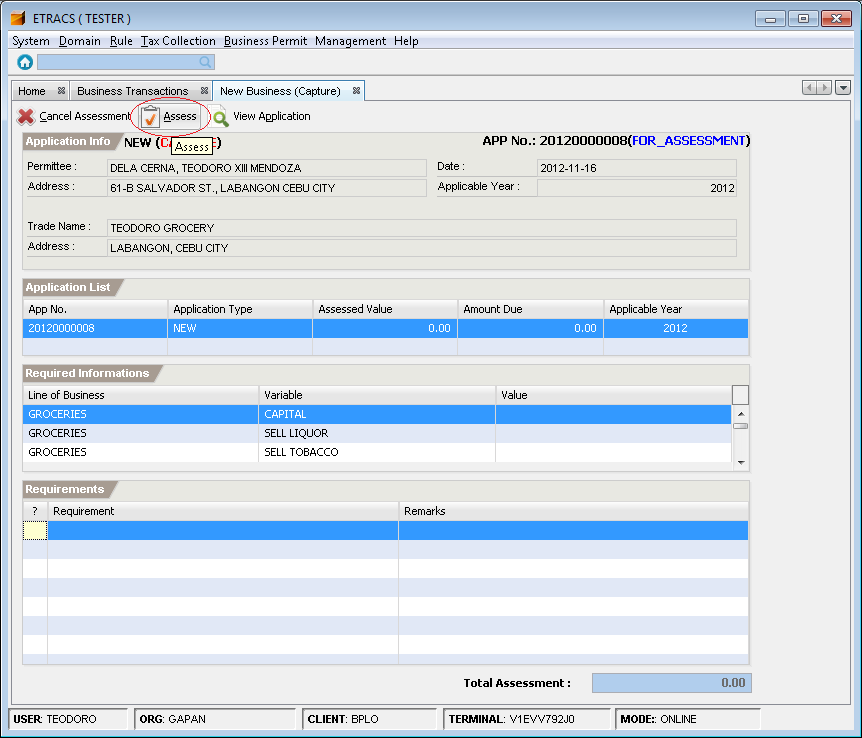 ETRACS ( TESTER )
System Domain Rule Tax Collection Business Permit Management Help
Home Business Transactions New Business (Capture)
Cancel Assessment Assess View Application
Application Info NEW ( APP No.: 20120000008(FOR_ASSESSMENT)
Assess
Permittee : DELA CERNA, TEODORO XIII MENDOZA Date : 2012-11-16
Address : 61-B SALVADOR ST., LABANGON CEBU CITY Applicable Year : 2012
Trade Name : TEODORO GROCERY
Address : LABANGON, CEBU CITY
Application List
App No. Application Type Assessed Value Amount Due Applicable Year
20120000008 NEW 0.00 0.00 2012
Required Informations
Line of Business Variable Value
GROCERIES CAPITAL
GROCERIES SELL LIQUOR
GROCERIES SELL TOBACCO
Requirements
? Requirement Remarks
Total Assessment : 0.00
USER: TEODORO ORG: GAPAN CLIENT: BPLO TERMINAL: V1EVV792J0 MODE:: ONLINE